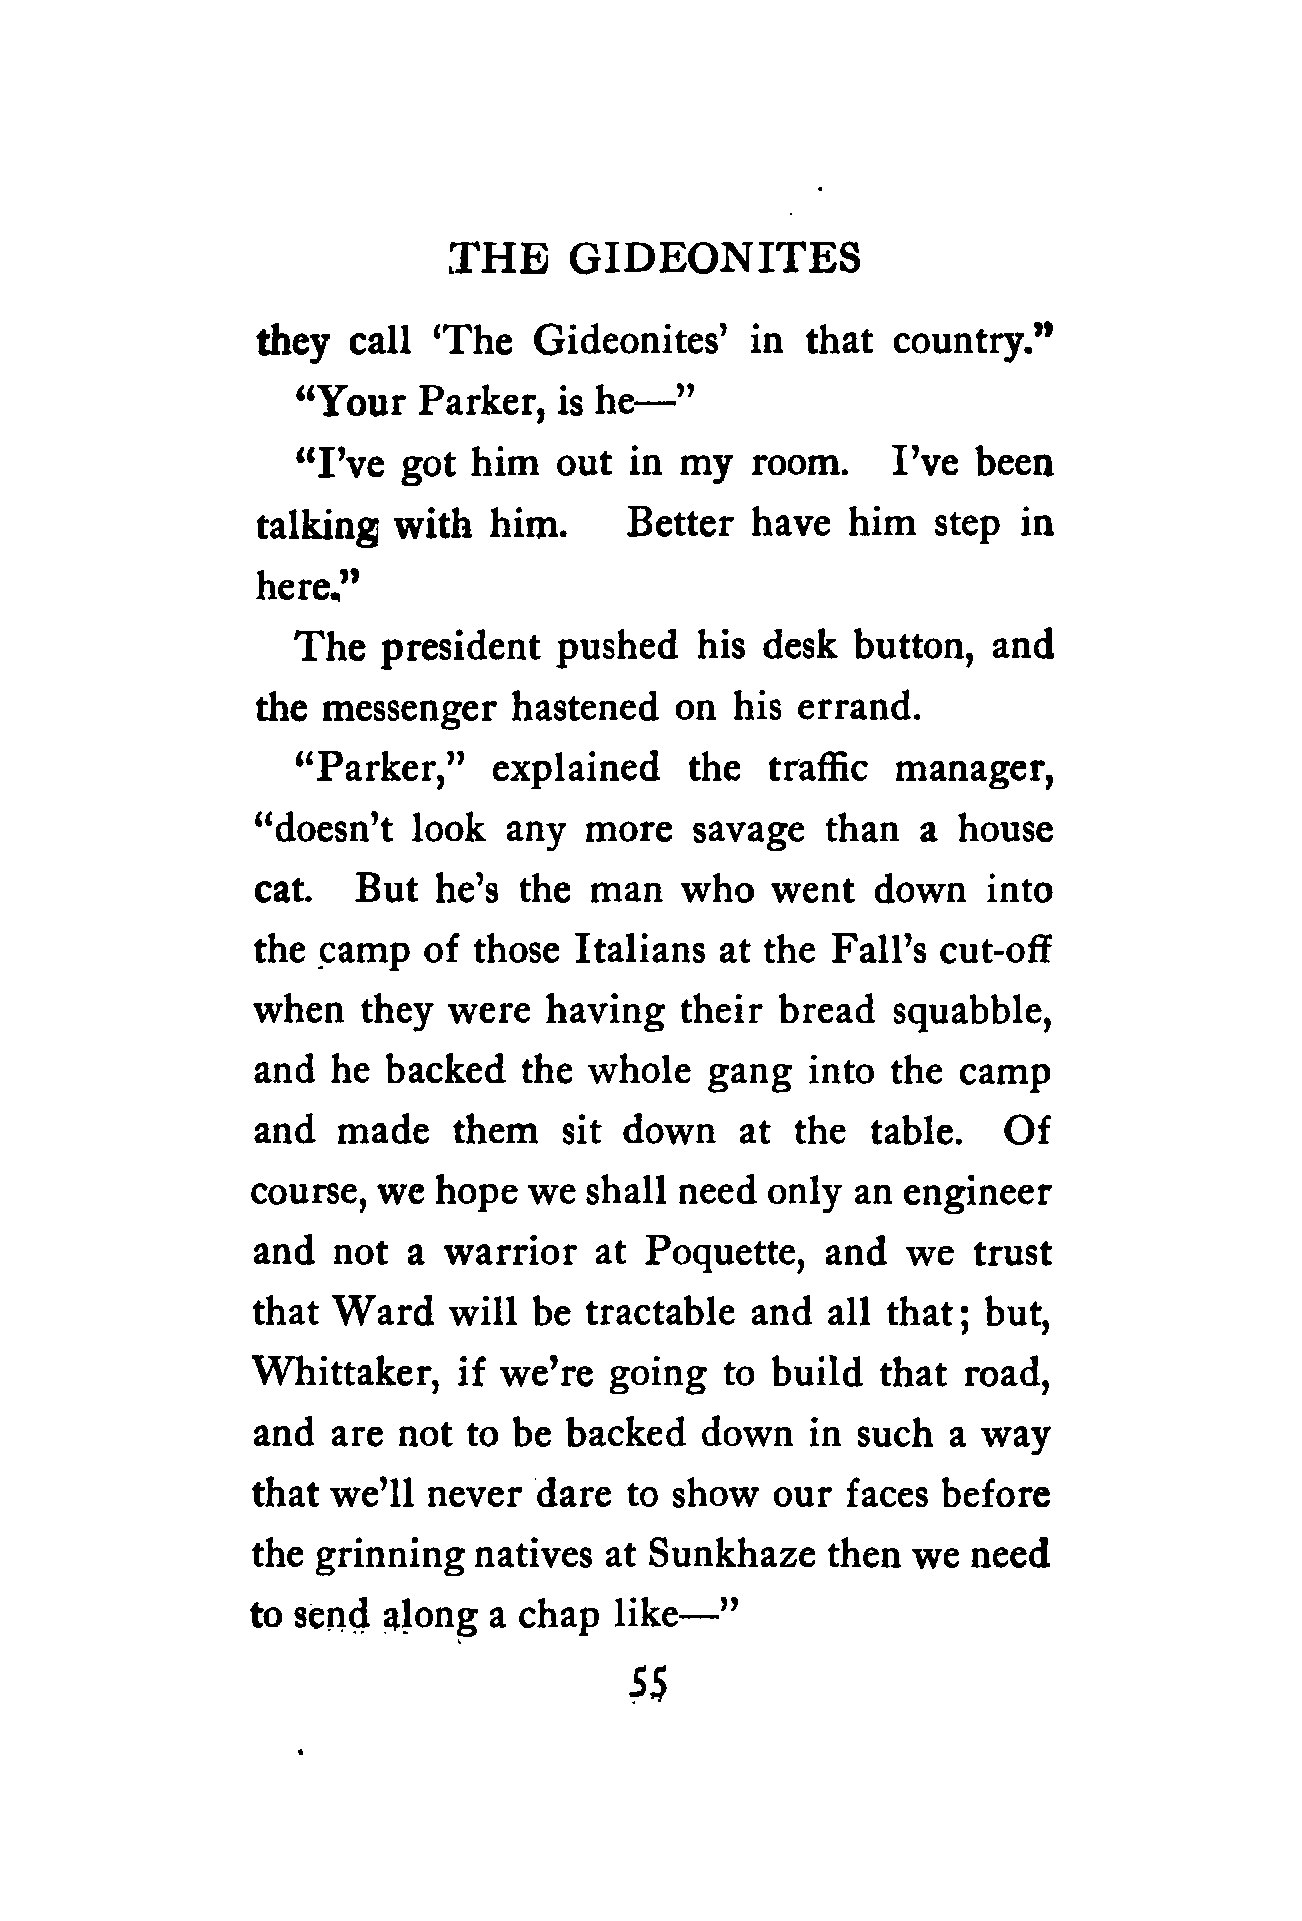 THE GIDEONITES
they call ‘The Gideonites’ in that country.”
“Your Parker, is he—”
“I’ve got him out in my room. I’ve been
talking with him. Better have him step in
here.”
The president pushed his desk button, and
the messenger hastened on his errand.
“Parker,” explained the traffic manager,
“doesn’t look any more savage than a house
cat. But he’s the man who went down into
the camp of those Italians at the Fall’s cut-off
when they were having their bread squabble,
and he backed the whole gang into the camp
and made them sit down at the table. Of
course, we hope we shall need only an engineer
and not a warrior at Poquette, and we trust
that Ward will be tractable and all that; but,
Whittaker, if we’re going to build that road,
and are not to be backed down in such a way
that we’ll never dare to show our faces before
the grinning natives at Sunkhaze then we need
to send along a chap like—”
55